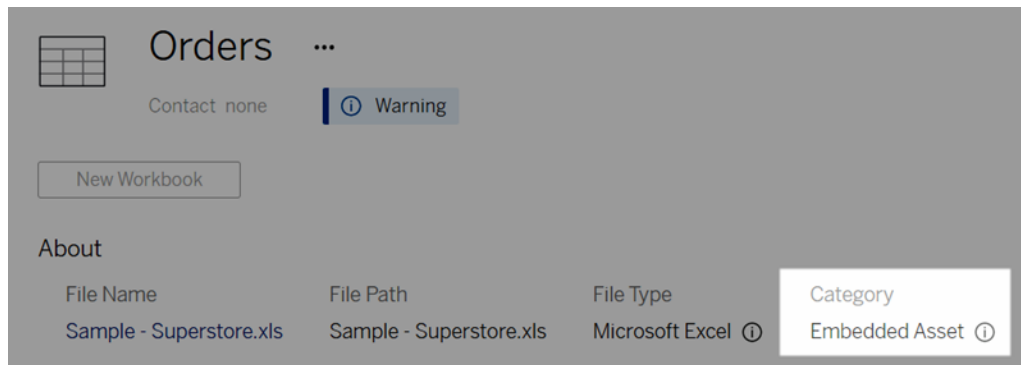 Orders ...
Contact none
Warning
New Workbook
About
File Name File Path File Type Category
Sample - Superstore.xls Sample - Superstore.xls Microsoft Excel Embedded Asset